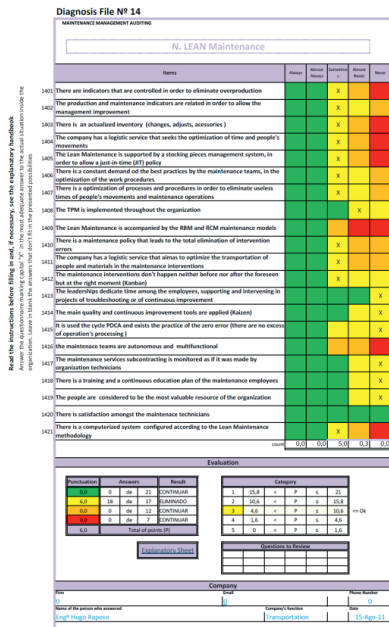 Diagnosis File Nº 14
MAINTENANCE MANAGEMENT AUDITING
N. LEAN Maintenance
Read the instructions before filling in and, if necessary, see the explanatory handbook
Answer the questionnaire marking capital "X" in the most adequate answer to the actual situation inside the
organization. Leave in blank the answers that don't fit in the presented possibilities
Items Always Almost Always Sometimes Almost Never Never
1401 There are indicators that are controlled in order to eliminate overproduction X
1402 The production and maintenance indicators are related in order to allow the
management improvement X
1403 There is an actualized inventory (changes, adjusts, acessories ) X
1404 The company has a logistic service that seeks the optimization of time and people's
movements X
1405 The Lean Maintenance is supported by a stocking pieces management system, in
order to allow a just-in-time (JIT) policy X
1406 There is a constant demand od the best practices by the maintenance teams, in the
optimization of the work procedures X
1407 There is a optimization of processes and procedures in order to eliminate useless
times of people's movements and maintenance operations X
1408 The TPM is implemented throughout the organization X
1409 The Lean Maintenance is accompanied by the RBM and RCM maintenance models
1410 There is a maintenance policy that leads to the total elimination of intervention
errors X
1411 The company has a logistic service that aims to optimize the transportation of
people and materials in the maintenance interventions X
1412 The maintenance interventions don't happen neither before nor after the foreseen
but at the right moment (Kanban) X
1413 The leaderships dedicate time among the employees, supporting and intervening in
projects of troubleshooting or of continuous improvement X
1414 The main quality and continuous improvement tools are applied (Kaizen) X
1415 It is used the cycle PDCA and exists the practice of the zero error (there are no excess
of operation's processing ) X
1416 the maintenace teams are autonomous and multifunctional
1417 The maintenance services subcontracting is monitored as if it was made by
organization technicians X
1418 There is a training and a continuous education plan of the maintenance employees X
1419 The people are considered to be the most valuable resource of the organization X
1420 There is satisfaction amongst the maintenace technicians
1421 There is a computerized system configured according to the Lean Maintenance
methodology X
count 0,0 0,0 5,0 0,3 0,0
Evaluation
Punctuation Answers Result
0,0 0 de 21 CONTINUAR
6,0 18 de 17 ELIMINADO
0,0 0 de 12 CONTINUAR
0,0 0 de 7 CONTINUAR
6,0 Total of points (P)
Category
1 15,8 < P ≤ 21
2 10,6 < P ≤ 15,8
3 4,6 < P ≤ 10,6 <= Ok
4 1,6 < P ≤ 4,6
5 0 < P ≤ 1,6
Explanatory Sheet
Questions to Review
Company
Firm Email Phone Number
0 0 0
Name of the person who answered Company's function Date
Engº Hugo Raposo Transportation 15-Ago-11